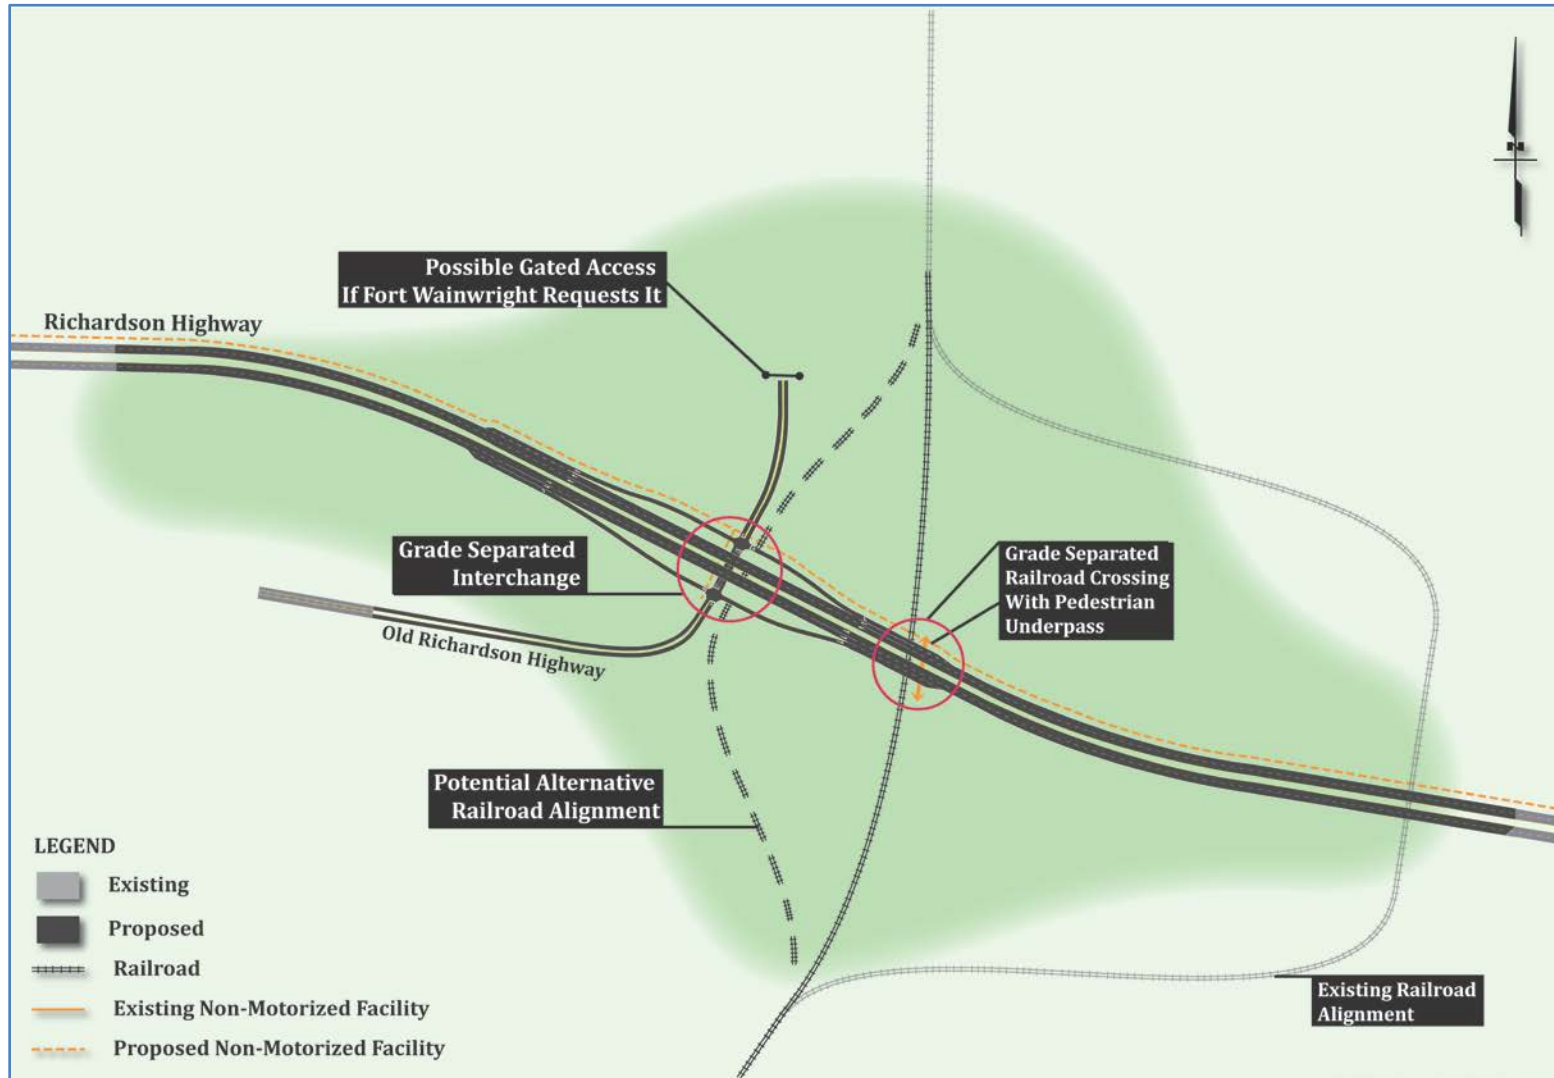 N
Possible Gated Access
If Fort Wainwright Requests It
Richardson Highway
Grade Separated
Interchange
Grade Separated
Railroad Crossing
With Pedestrian
Underpass
Old Richardson Highway
Potential Alternative
Railroad Alignment
LEGEND
Existing
Proposed
Railroad
Existing Non-Motorized Facility
Proposed Non-Motorized Facility
Existing Railroad
Alignment